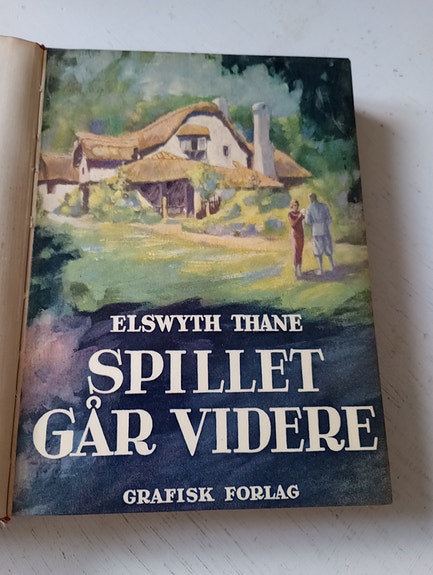 ELSWYTH THANE
SPILLET
GÅR VIDERE
GRAFISK FORLAG